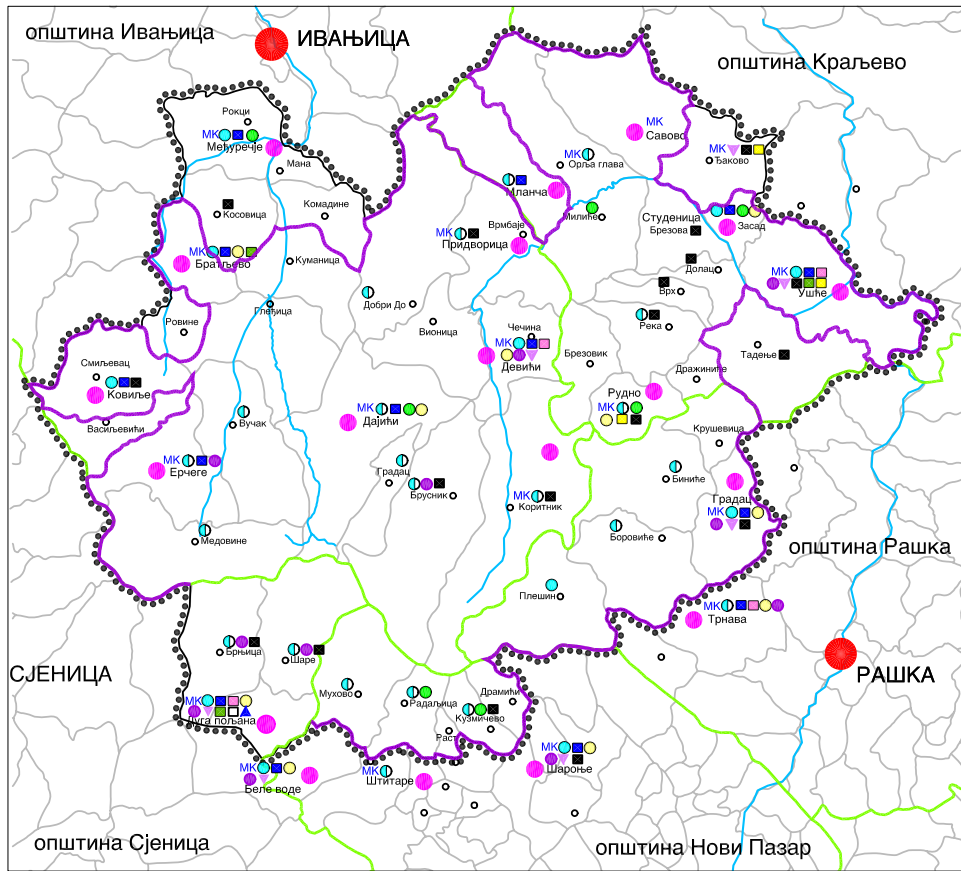 општина Ивањица
ИВАЊИЦА
општина Краљево
Рокци
МК
Међуречје
Мана
МК
Савово
МК
Орља глава
МК
Ђаково
Косовица
Комадине
Мланча
Милиће
Студеница
Брезова
Засад
МК
Придворица
Врмбаје
МК
Братљево
Куманица
Долац
Врх
МК
Ушће
Добри До
Глеђица
Вионица
Ровине
Река
Чечина
МК
Девићи
Брезовик
Тадење
Смиљевац
Ковиље
Дражиниће
Рудно
МК
Васиљевићи
Вучак
МК
Дајићи
Крушевица
МК
Ерчеге
Градац
Брусник
МК
Коритник
Биниће
Градац
МК
Медовине
Боровиће
општина Рашка
Плешин
МК
Трнава
Брњица
Шаре
СЈЕНИЦА
РАШКА
Мухово
Радаљица
Драмићи
Кузмичево
МК
Дуга пољана
Раст
МК
Шароње
МК
Беле воде
МК
Штитаре
општина Сјеница
општина Нови Пазар